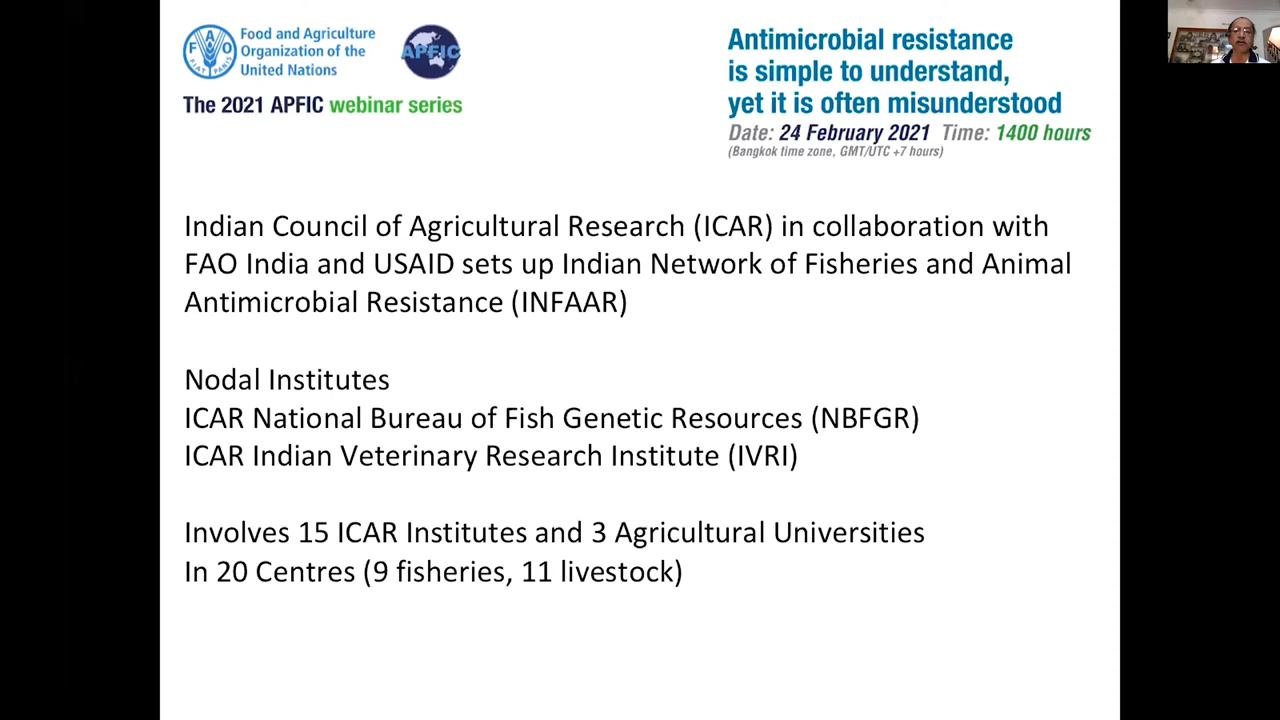 FAO
FIAT PANIS
Food and Agriculture
Organization of the
United Nations
APFIC
The 2021 APFIC webinar series
Antimicrobial resistance
is simple to understand,
yet it is often misunderstood
Date: 24 February 2021 Time: 1400 hours
(Bangkok time zone, GMT/UTC +7 hours)
Indian Council of Agricultural Research (ICAR) in collaboration with
FAO India and USAID sets up Indian Network of Fisheries and Animal
Antimicrobial Resistance (INFAAR)
Nodal Institutes
ICAR National Bureau of Fish Genetic Resources (NBFGR)
ICAR Indian Veterinary Research Institute (IVRI)
Involves 15 ICAR Institutes and 3 Agricultural Universities
In 20 Centres (9 fisheries, 11 livestock)